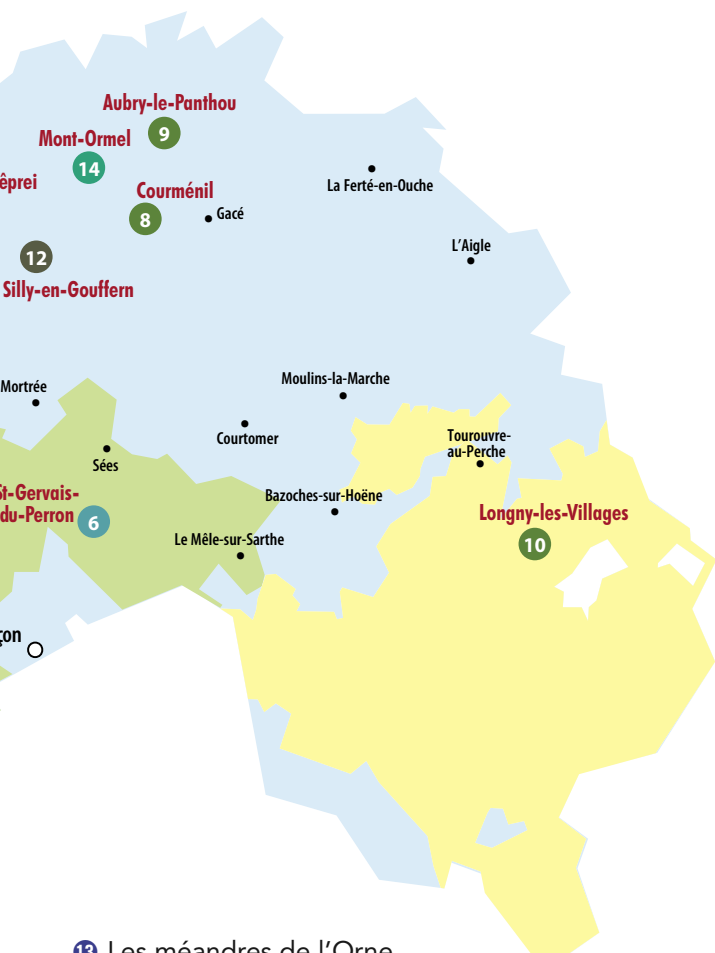 Aubry-le-Panthou
9
Mont-Ormel
14
La Ferté-en-Ouche
Courménil
8
Gacé
L'Aigle
12
Silly-en-Gouffern
Mortrée
Moulins-la-Marche
Courtomer
Tourouvre-
au-Perche
Sées
St-Gervais-
du-Perron
6
Bazoches-sur-Hoëne
Longny-les-Villages
10
Le Mêle-sur-Sarthe
13 Les méandres de l'Orne